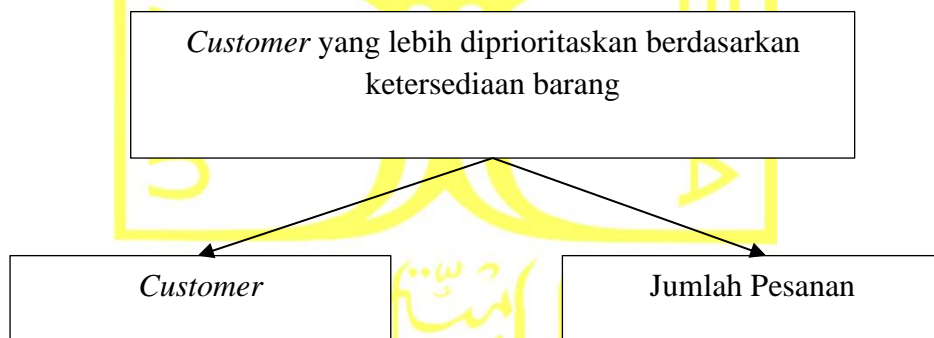 Customer yang lebih diprioritaskan berdasarkan
ketersediaan barang
Customer
Jumlah Pesanan